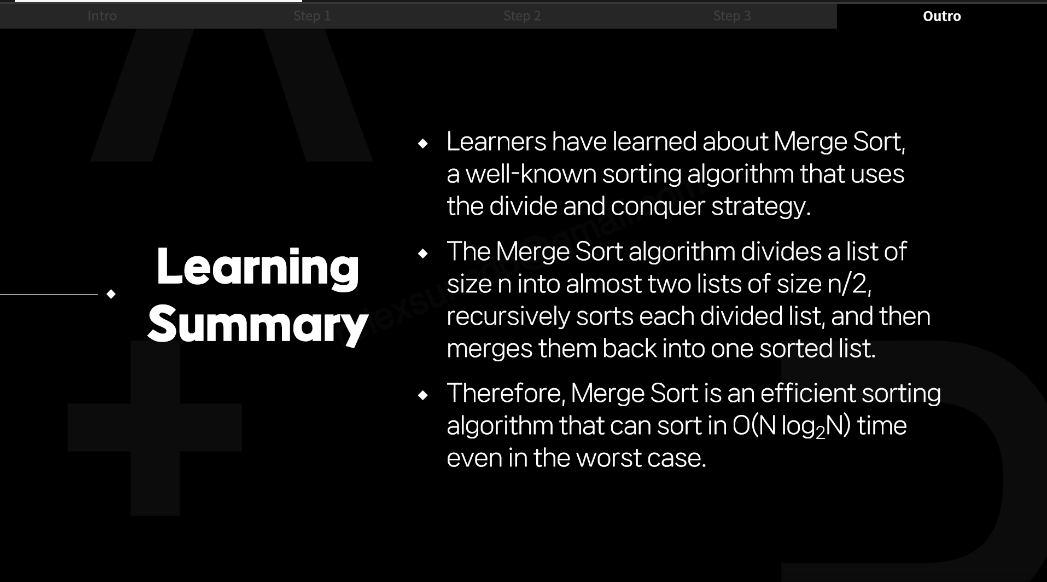 Intro
Step 1
Step 2
Step 3
Outro
Learning
Summary
Learners have learned about Merge Sort,
a well-known sorting algorithm that uses
the divide and conquer strategy.
The Merge Sort algorithm divides a list of
size n into almost two lists of size n/2,
recursively sorts each divided list, and then
merges them back into one sorted list.
Therefore, Merge Sort is an efficient sorting
algorithm that can sort in O(N log₂N) time
even in the worst case.